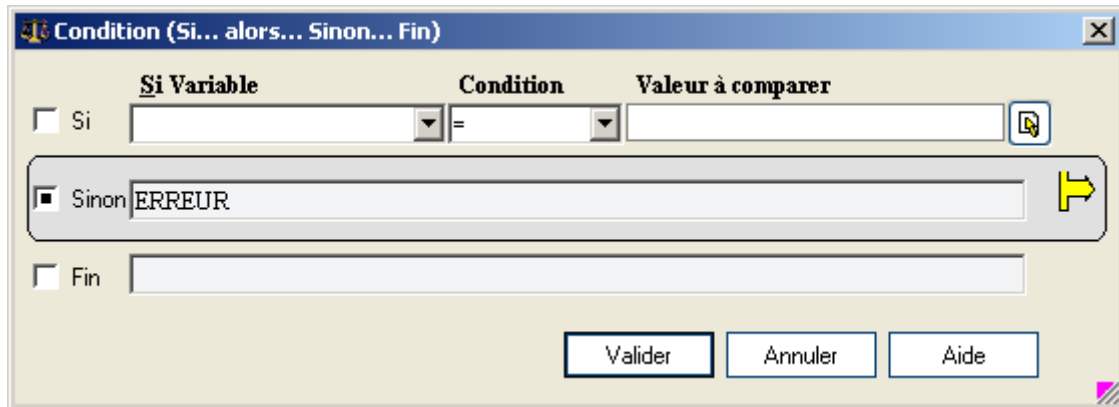 Condition (Si... alors... Sinon... Fin)
Si Variable Condition Valeur à comparer
Si =
Sinon ERREUR
Fin
Valider Annuler Aide